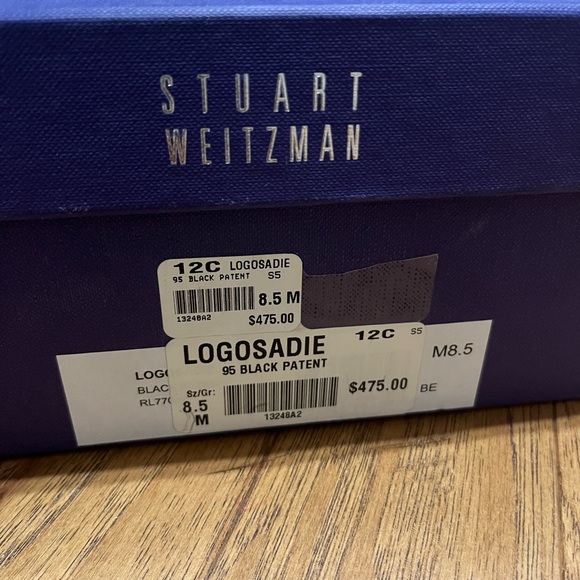 STUART
WEITZMAN
12C LOGOSADIE
95 BLACK PATENT S5
8.5 M
13248A2
$475.00
LOGOSADIE 12C S5
95 BLACK PATENT
Sz/Gr:
8.5
M
13248A2
$475.00
M8.5
BE